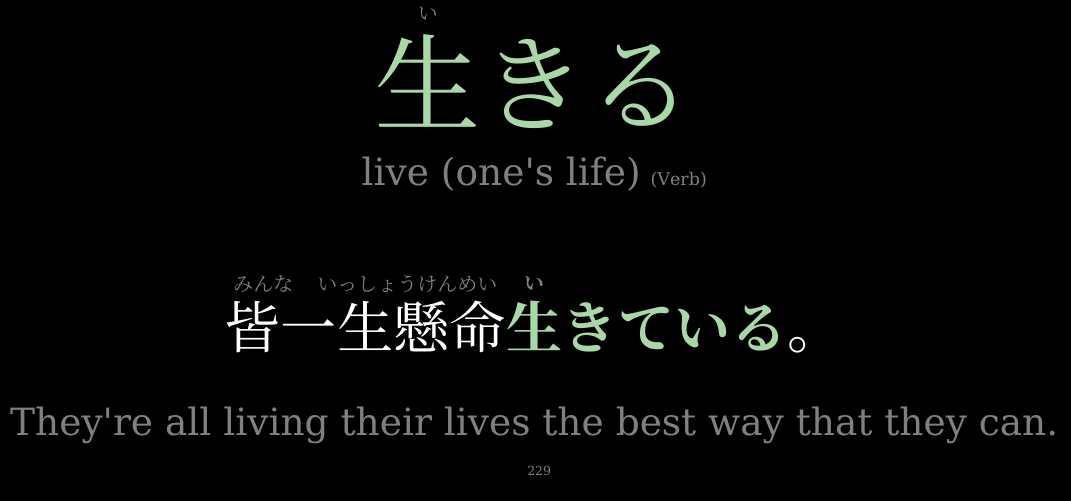 い
生きる
live (one's life) (Verb)
みんな いっしょうけんめい い
皆一生懸命生きている。
They're all living their lives the best way that they can.
229